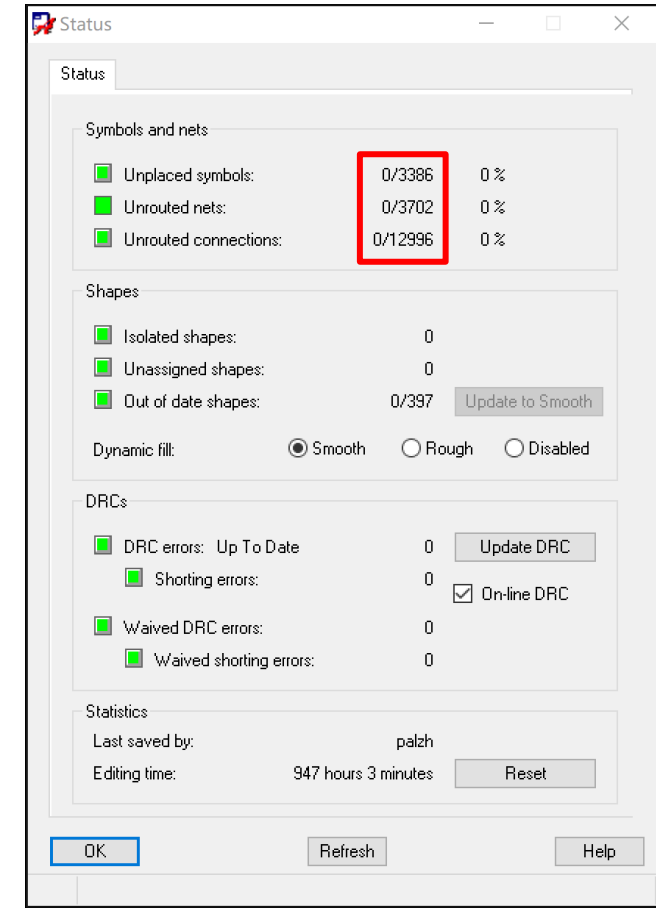 Status
Status
Symbols and nets
Unplaced symbols: 0/3386 0 %
Unrouted nets: 0/3702 0 %
Unrouted connections: 0/12996 0 %
Shapes
Isolated shapes: 0
Unassigned shapes: 0
Out of date shapes: 0/397 Update to Smooth
Dynamic fill: Smooth Rough Disabled
DRCs
DRC errors: Up To Date 0 Update DRC
Shorting errors: 0
On-line DRC
Waived DRC errors: 0
Waived shorting errors: 0
Statistics
Last saved by: palzh
Editing time: 947 hours 3 minutes Reset
OK Refresh Help